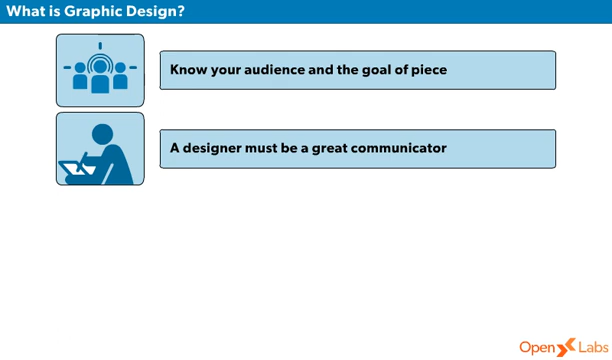 What is Graphic Design?
Know your audience and the goal of piece
A designer must be a great communicator
Open Labs